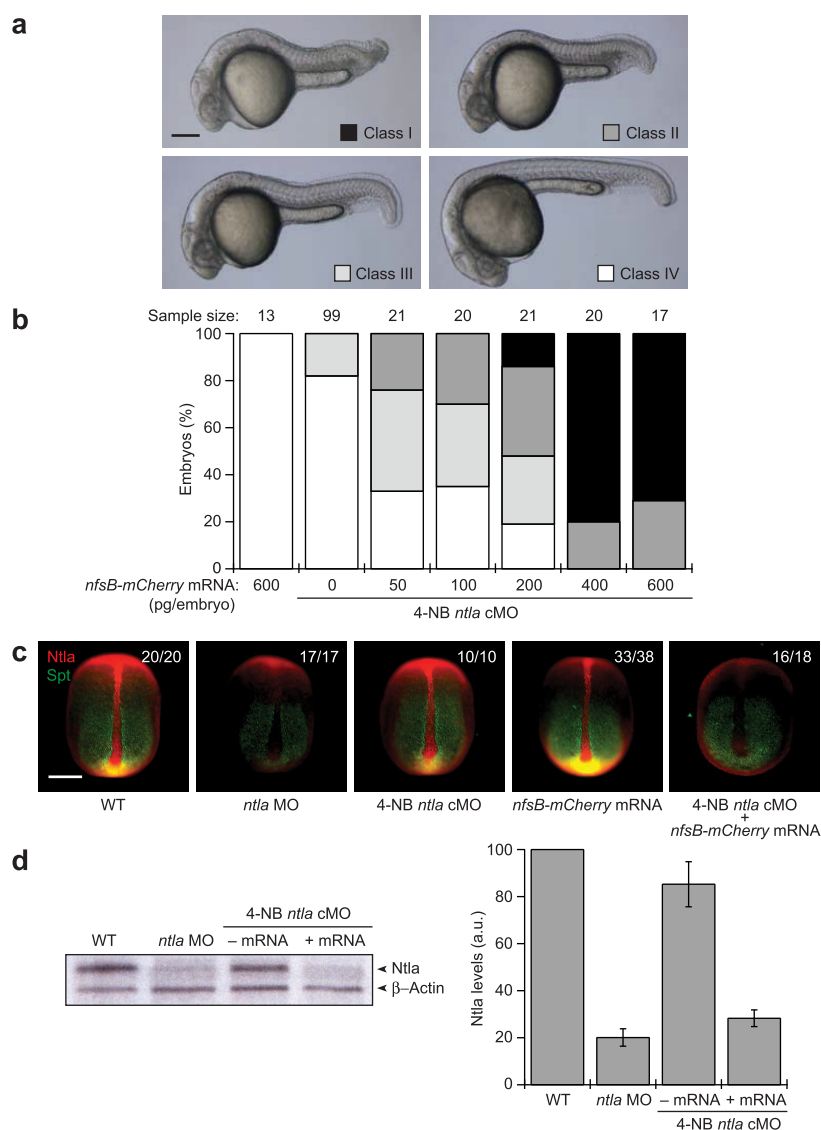 a
Class I
Class II
Class III
Class IV
b
Sample size: 13 99 21 20 21 20 17
100
80
60
40
20
0
Embryos (%)
nfsB-mCherry mRNA: 600 0 50 100 200 400 600
(pg/embryo)
4-NB ntla cMO
c
Ntla
Spt
20/20
17/17
10/10
33/38
16/18
WT
ntla MO
4-NB ntla cMO
nfsB-mCherry mRNA
4-NB ntla cMO
+
nfsB-mCherry mRNA
d
4-NB ntla cMO
WT ntla MO – mRNA + mRNA
Ntla
β–Actin
100
80
60
40
20
0
Ntla levels (a.u.)
WT ntla MO – mRNA + mRNA
4-NB ntla cMO